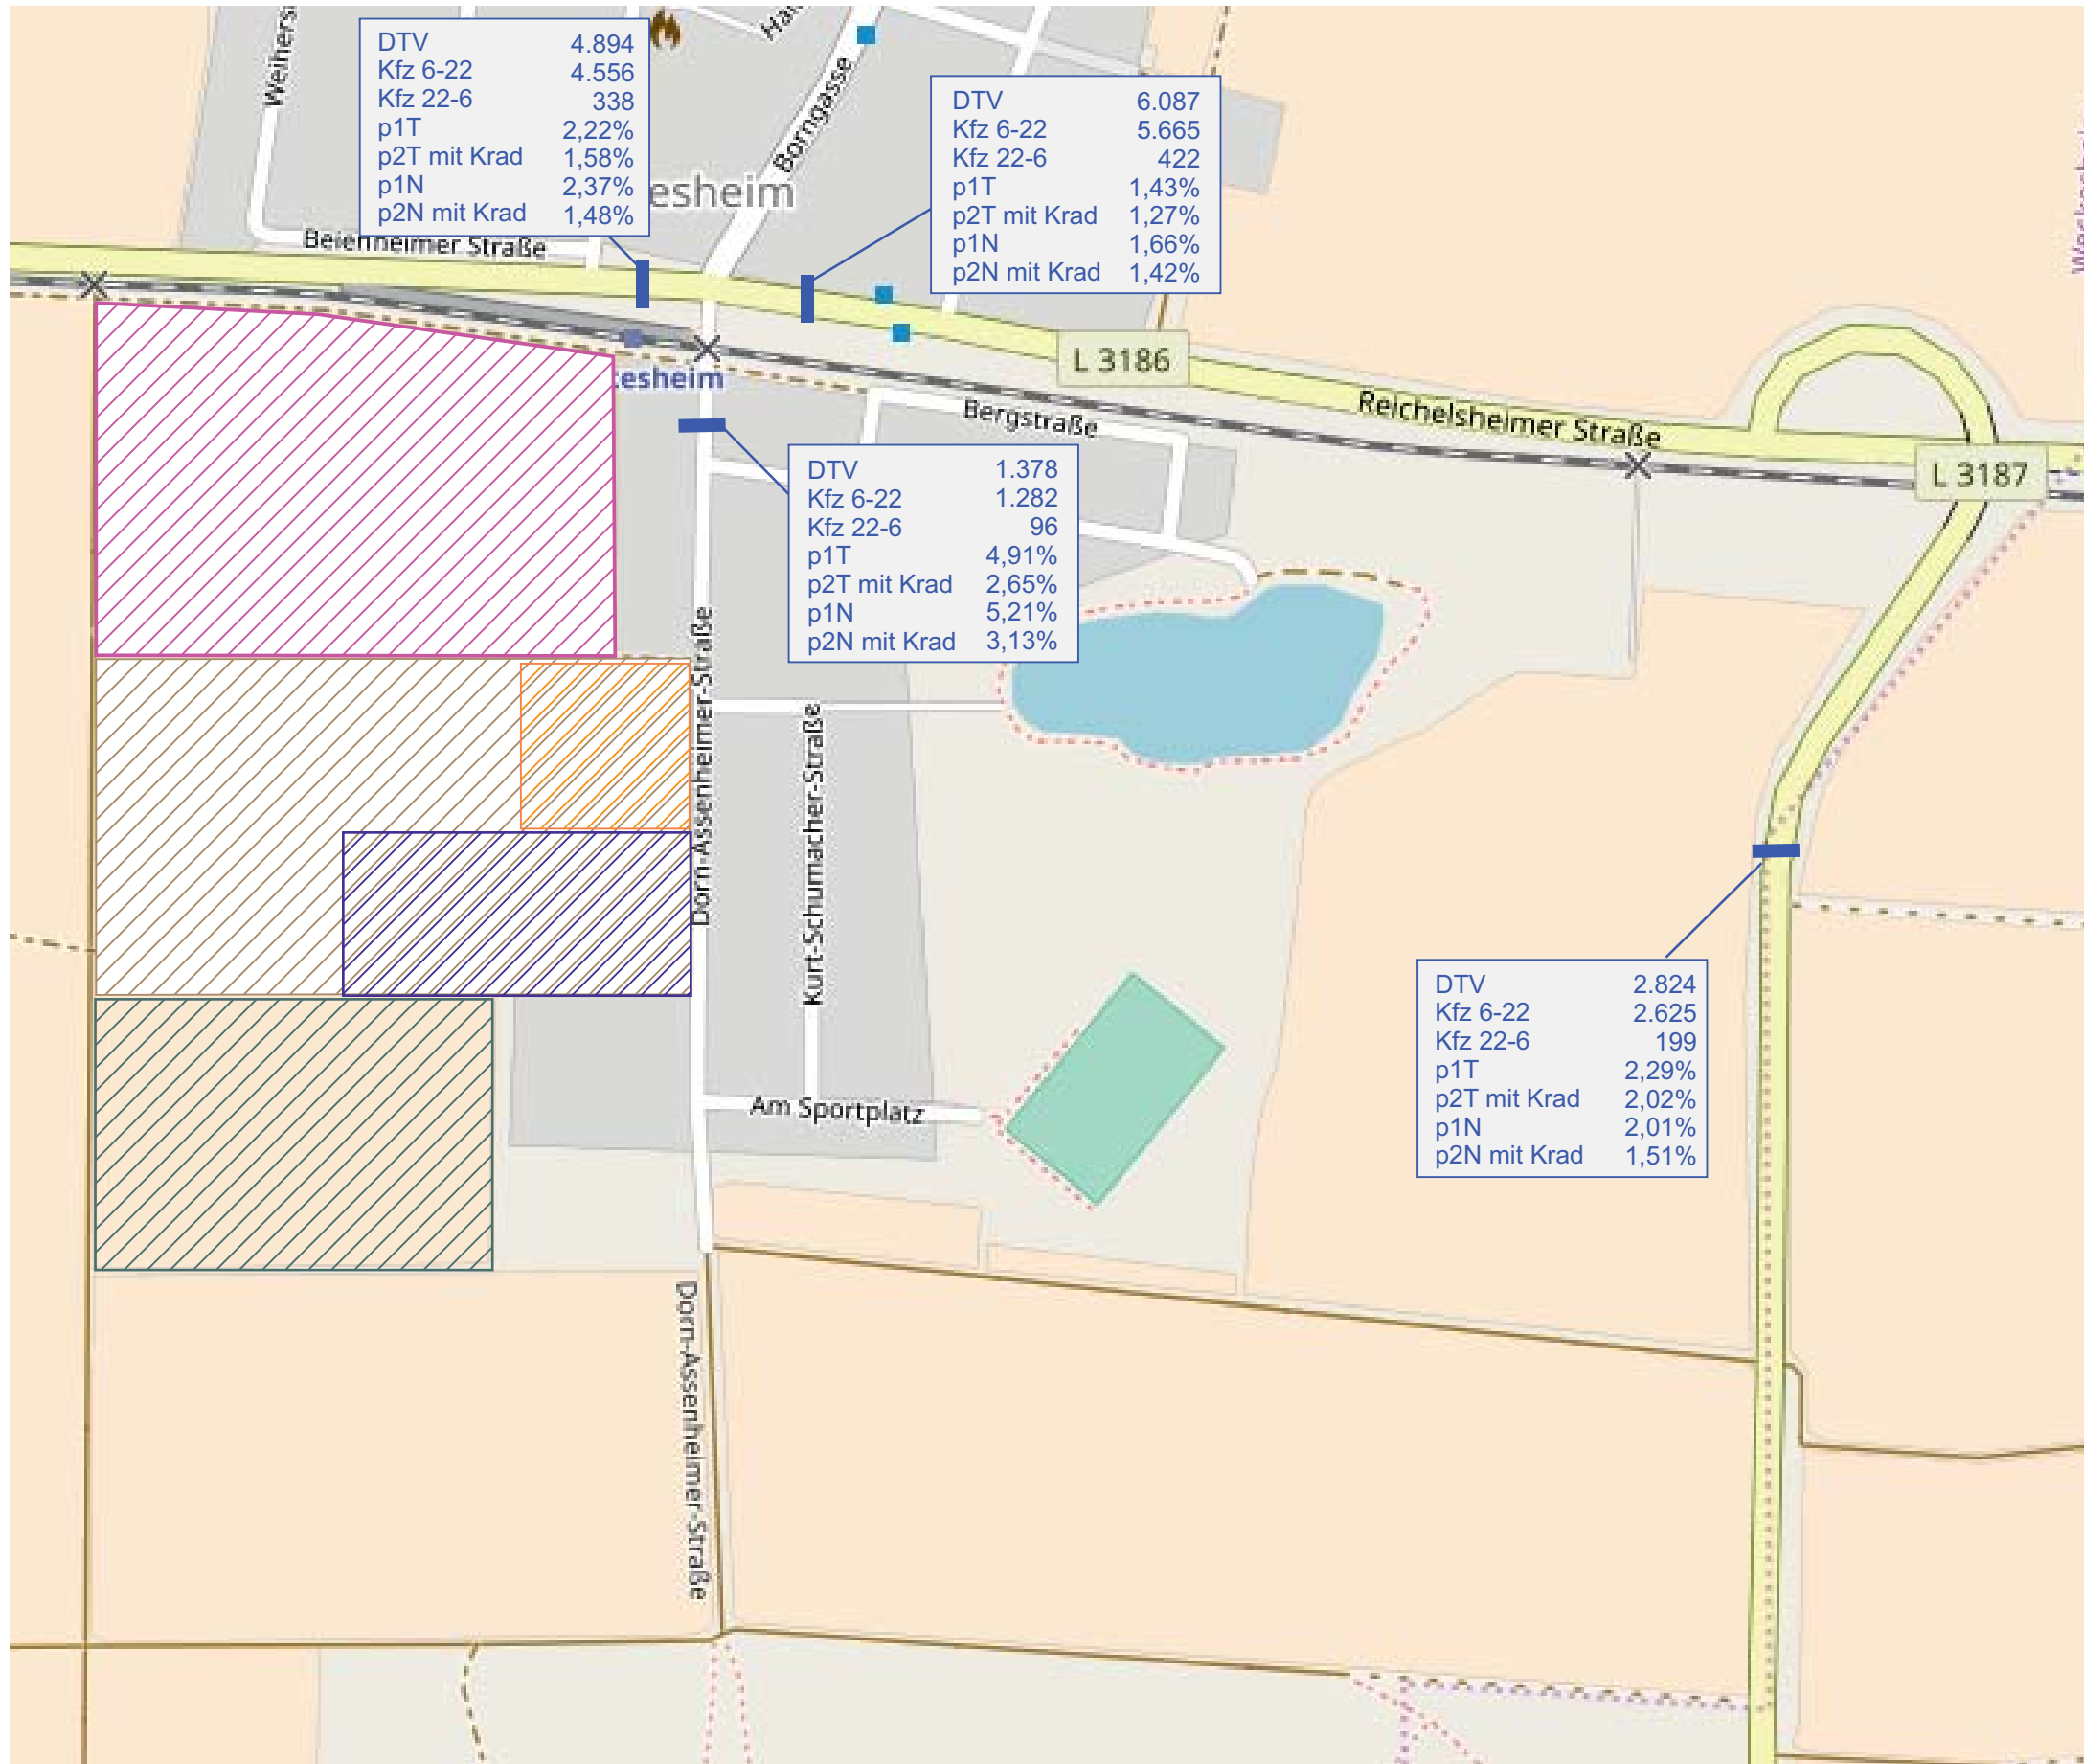 DTV 4.894
Kfz 6-22 4.556
Kfz 22-6 338
p1T 2,22%
p2T mit Krad 1,58%
p1N 2,37%
p2N mit Krad 1,48%
DTV 6.087
Kfz 6-22 5.665
Kfz 22-6 422
p1T 1,43%
p2T mit Krad 1,27%
p1N 1,66%
p2N mit Krad 1,42%
Borngasse
esheim
Beienheimer Straße
L 3186
esheim
Bergstraße
Reichelsheimer Straße
L 3187
DTV 1.378
Kfz 6-22 1.282
Kfz 22-6 96
p1T 4,91%
p2T mit Krad 2,65%
p1N 5,21%
p2N mit Krad 3,13%
Dorn-Assenheimer-Straße
Kurt-Schumacher-Straße
DTV 2.824
Kfz 6-22 2.625
Kfz 22-6 199
p1T 2,29%
p2T mit Krad 2,02%
p1N 2,01%
p2N mit Krad 1,51%
Am Sportplatz
Dorn-Assenheimer-Straße